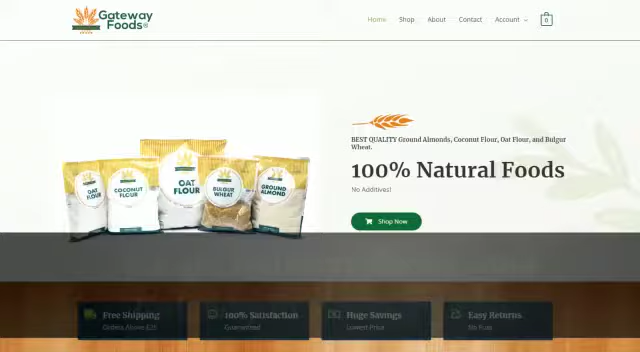 Gateway
Foods
Home
Shop
About
Contact
Account
0
BEST QUALITY Ground Almonds, Coconut Flour, Oat Flour, and Bulgur
Wheat.
100% Natural Foods
No Additives!
Shop Now
OAT
FLOUR
COCONUT
FLOUR
OAT
FLOUR
BULGUR
WHEAT
GROUND
ALMOND
Free Shipping
Orders Above £25
100% Satisfaction
Guaranteed
Huge Savings
Lowest Price
Easy Returns
No Fuss